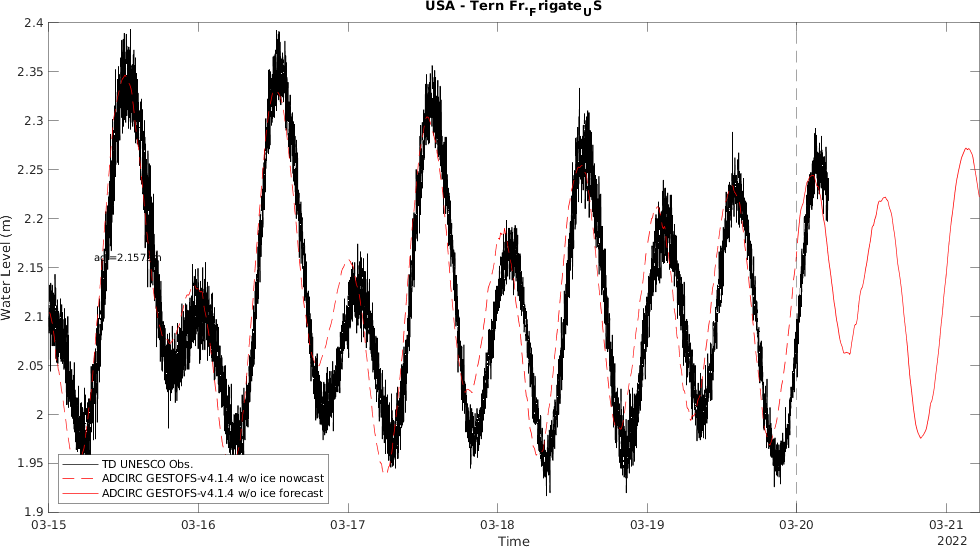 USA - Tern Fr.FrigateUS
2.4
2.35
2.3
2.25
2.2
2.15
2.1
2.05
2
1.95
1.9
Water Level (m)
TD UNESCO Obs.
ADCIRC GESTOFS-v4.1.4 w/o ice nowcast
ADCIRC GESTOFS-v4.1.4 w/o ice forecast
03-15 03-16 03-17 03-18 03-19 03-20 03-21
Time
2022